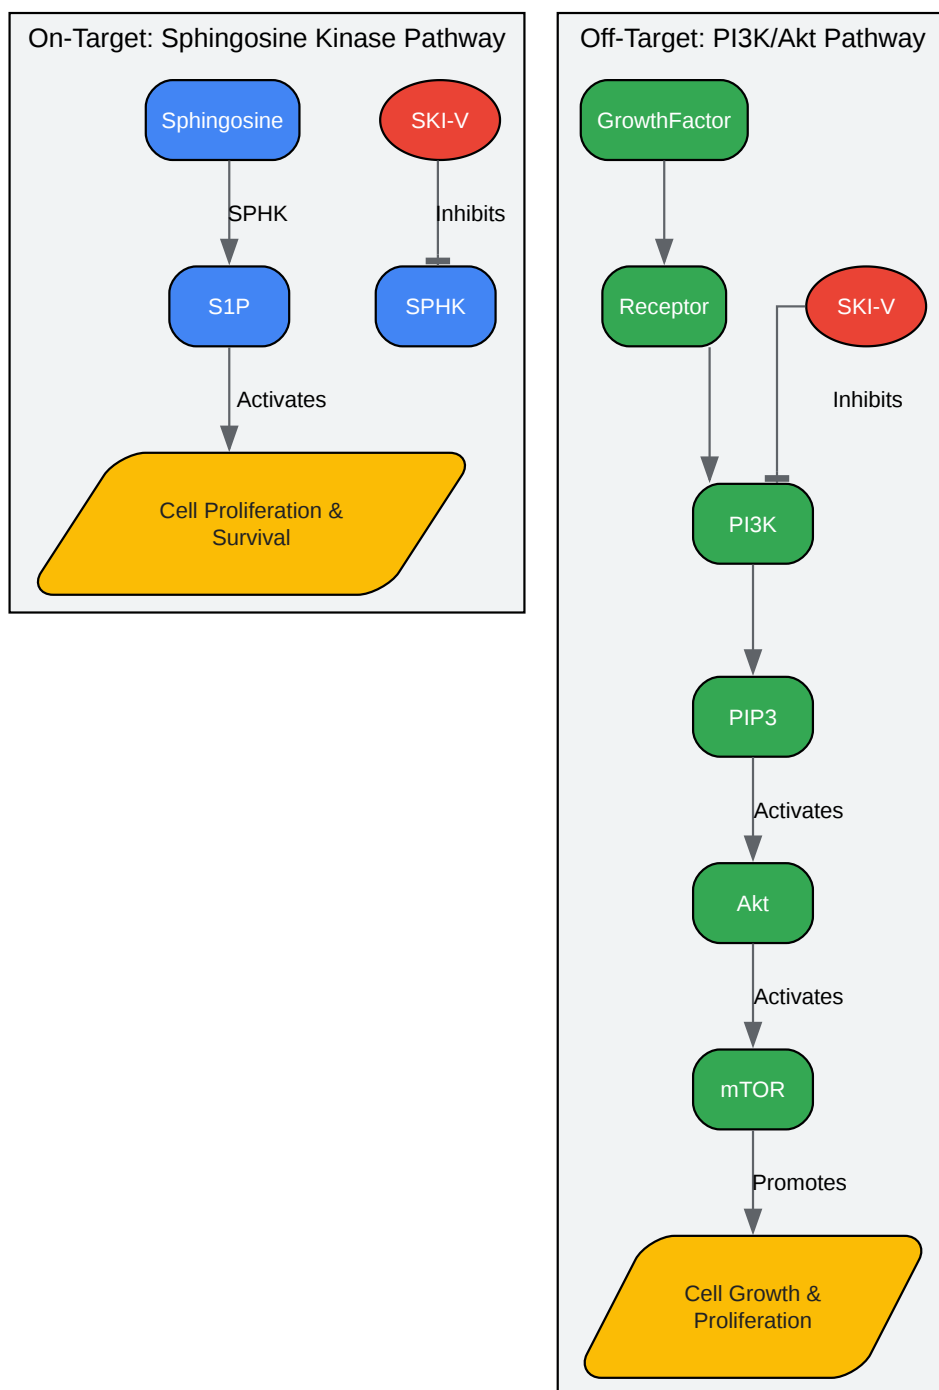 On-Target: Sphingosine Kinase Pathway
Sphingosine
SKI-V
SPHK
Inhibits
S1P
SPHK
Activates
Cell Proliferation &
Survival
Off-Target: PI3K/Akt Pathway
GrowthFactor
Receptor
SKI-V
Inhibits
PI3K
PIP3
Activates
Akt
Activates
mTOR
Promotes
Cell Growth &
Proliferation